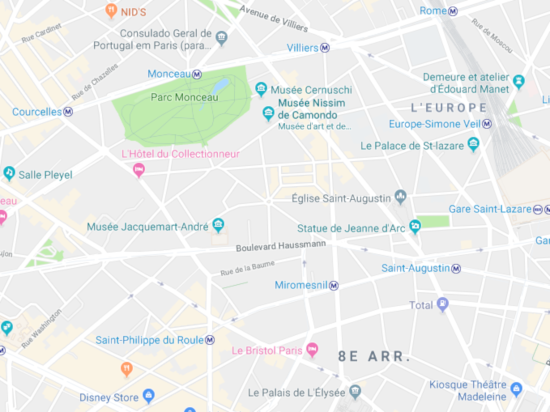 NID'S
Avenue de Villiers
Rome
Rue Cardinet
Consulado Geral de
Portugal em Paris (para...
Villiers
Rue de Moscou
Rue de Chazelles
Monceau
Parc Monceau
Musée Cernuschi
Demeure et atelier
d'Édouard Manet
Musée Nissim
de Camondo
Musée d'art et de...
L'EUROPE
Courcelles
Europe-Simone Veil
L'Hôtel du Collectionneur
Le Palace de St-lazare
Salle Pleyel
eau
Église Saint-Augustin
Gare Saint-Lazare
Musée Jacquemart-André
Statue de Jeanne d'Arc
Boulevard Haussmann
Rue de la Baume
Saint-Augustin
Miromesnil
Total
Rue Washington
Saint-Philippe du Roule
Le Bristol Paris
8E ARR.
Disney Store
Le Palais de L'Élysée
Kiosque Théâtre
Madeleine